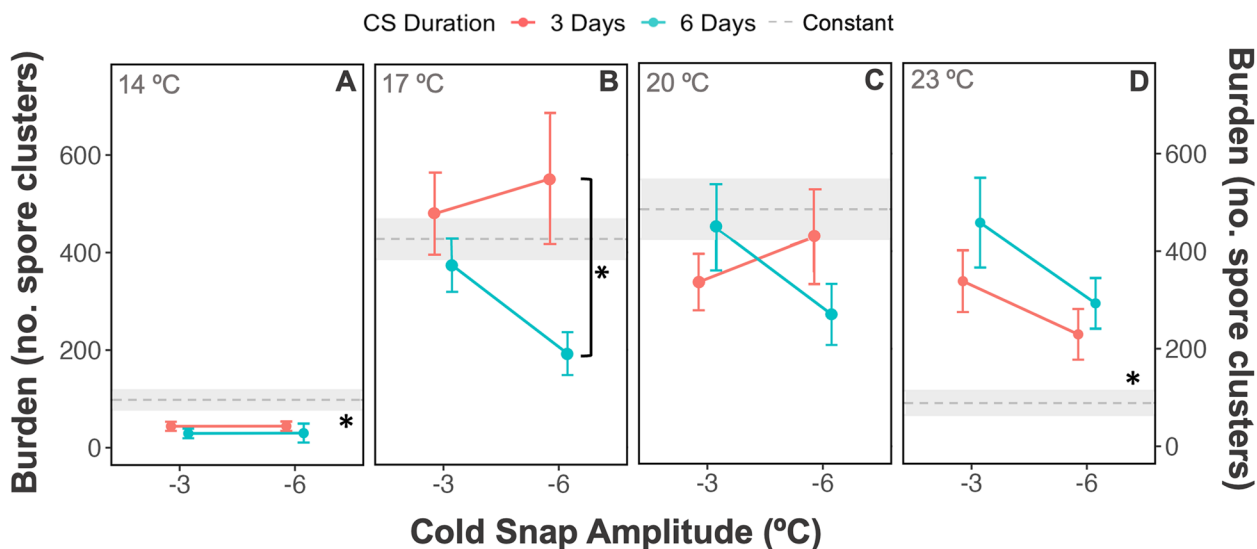 CS Duration 3 Days 6 Days Constant
Burden (no. spore clusters)
14 ºC A
17 ºC B
20 ºC C
23 ºC D
Burden (no. spore clusters)
600
400
200
0
*
*
*
600
400
200
0
-3 -6 -3 -6 -3 -6 -3 -6
Cold Snap Amplitude (ºC)